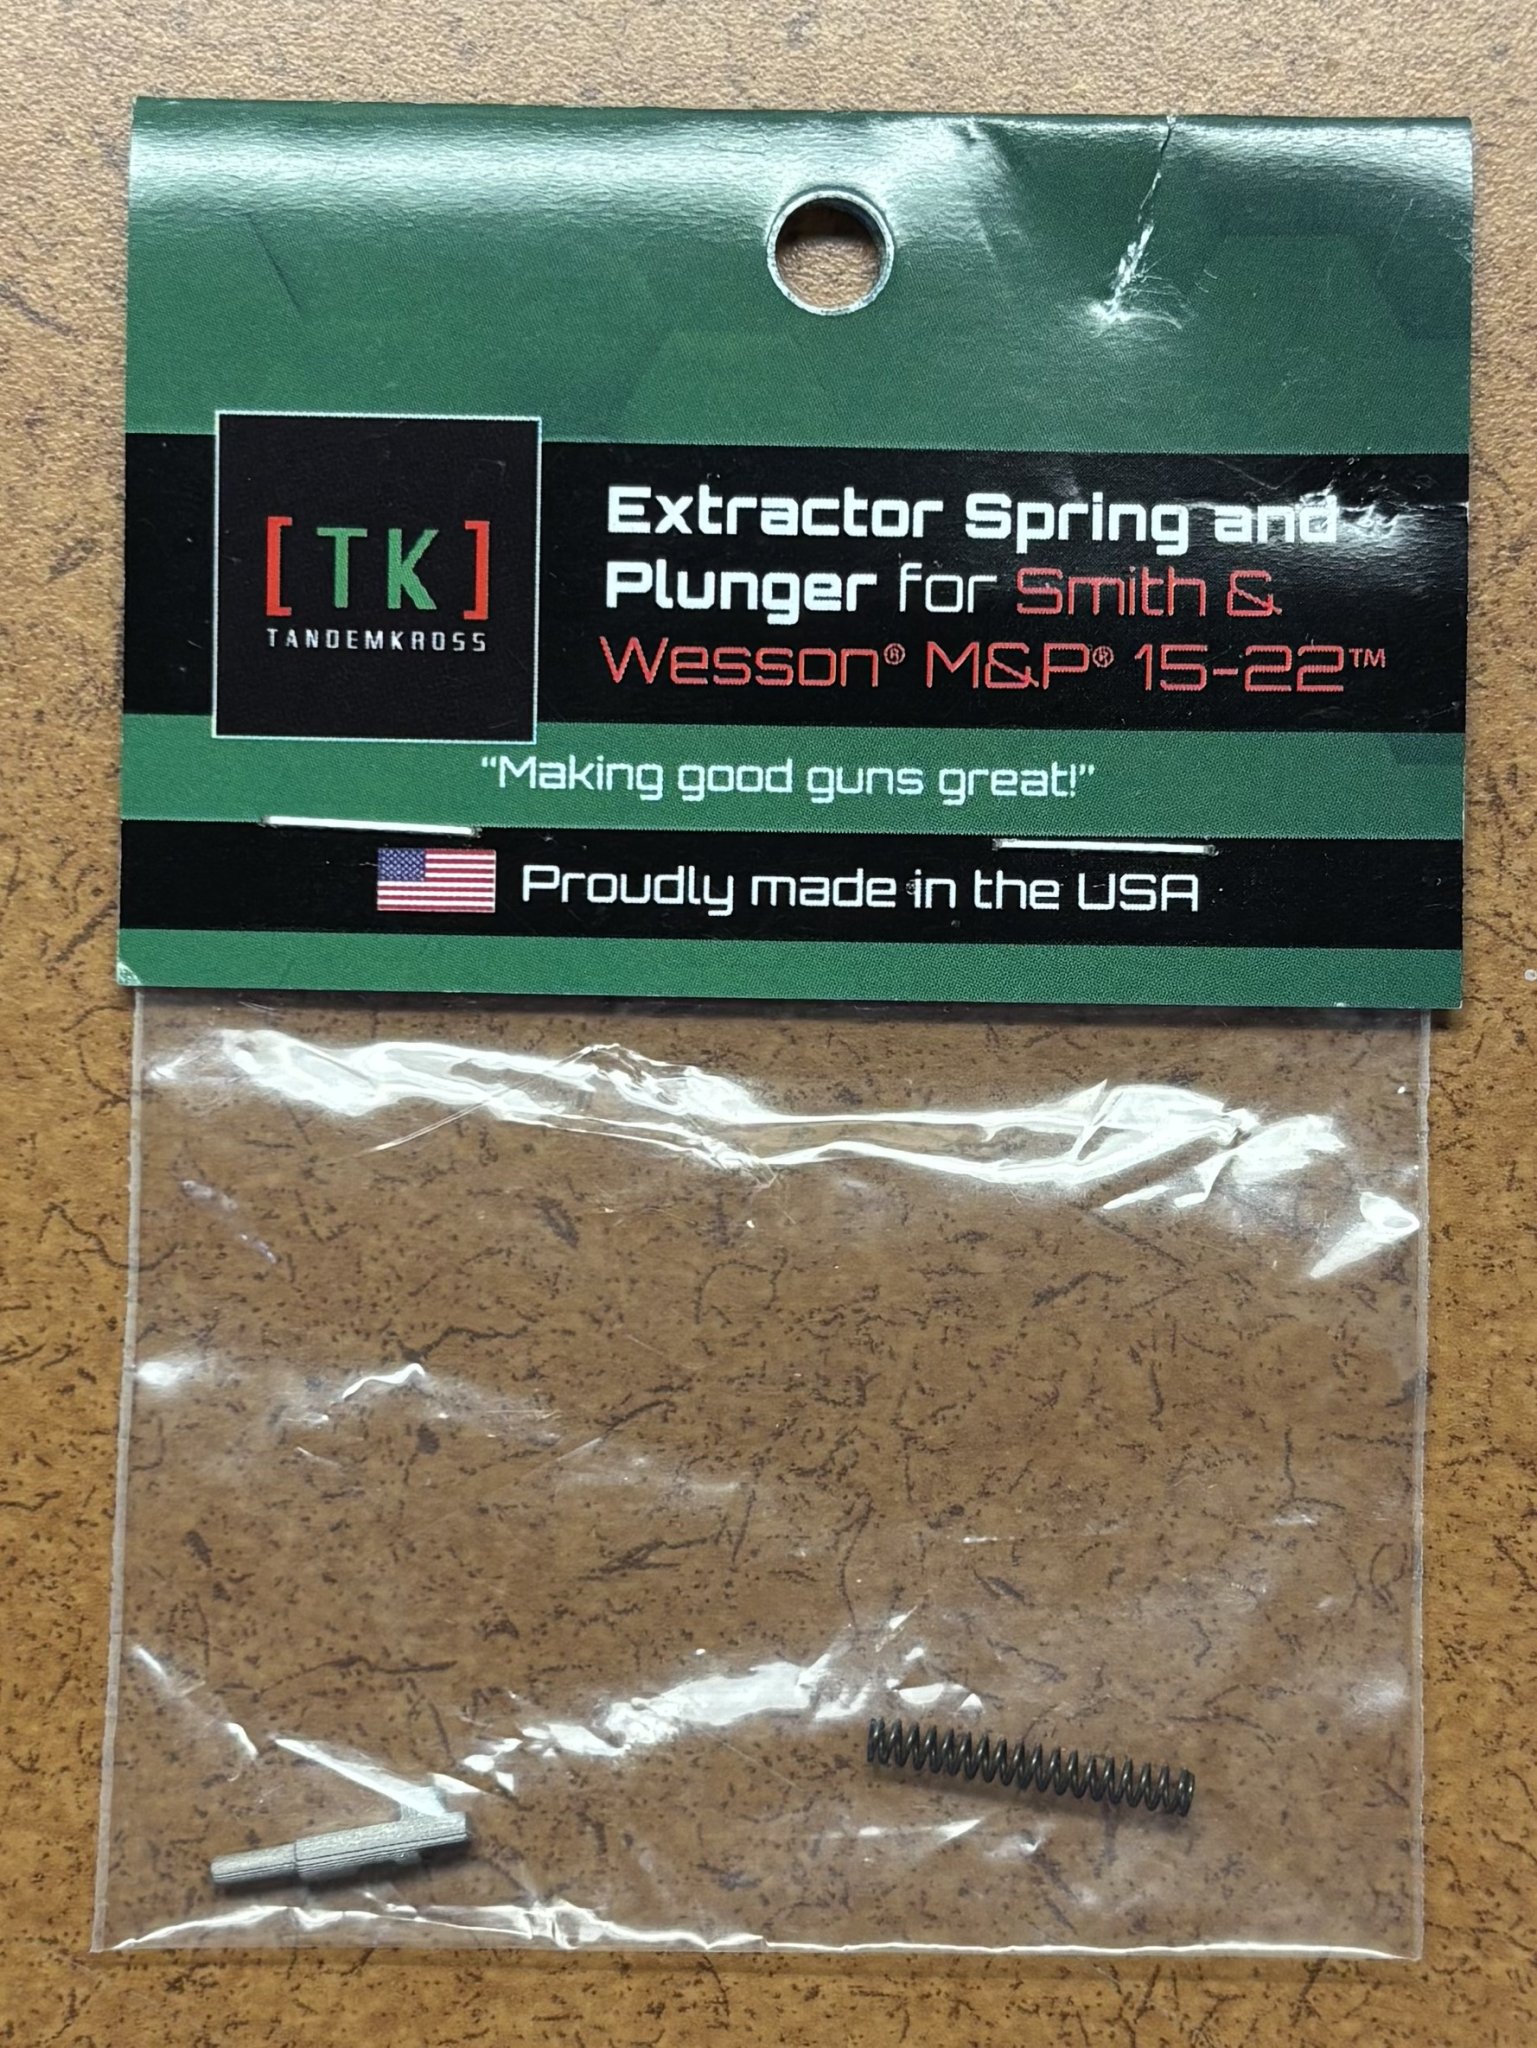 [TK]
TANDEMKROSS
Extractor Spring and
Plunger for Smith &
Wesson® M&P® 15-22™
“Making good guns great!”
Proudly made in the USA